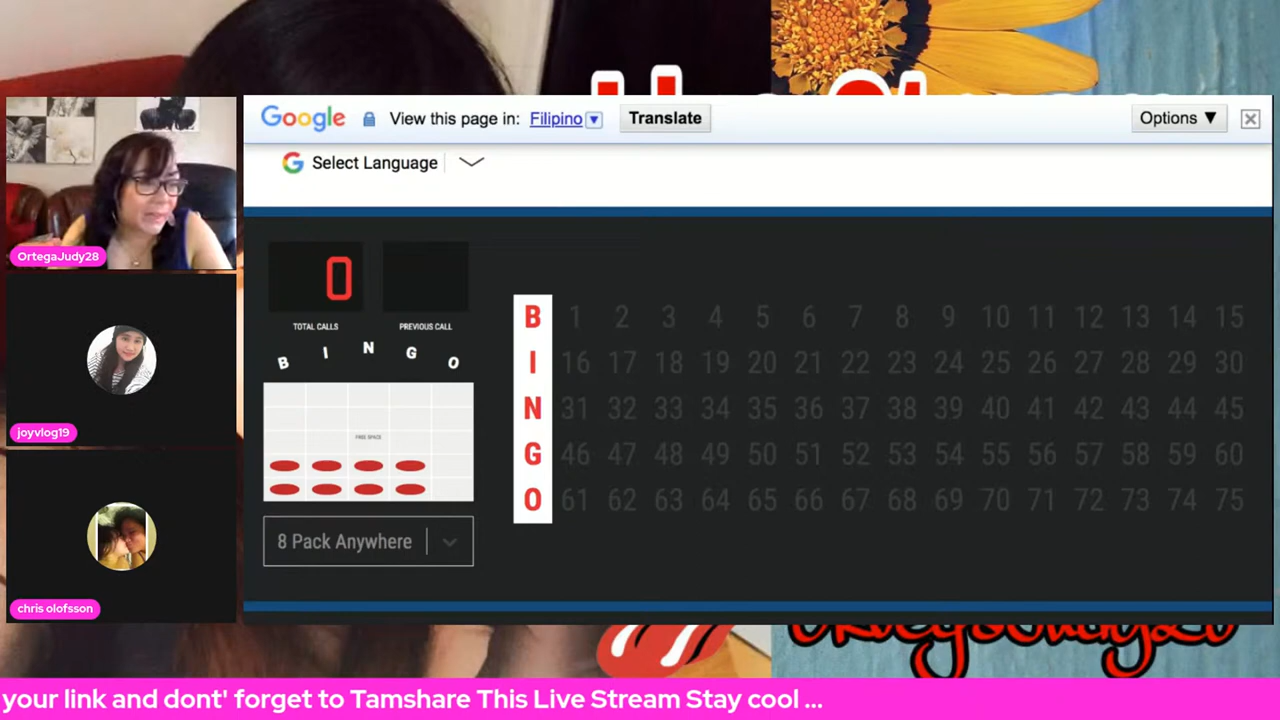 Google View this page in: Filipino Translate Options ▼
G Select Language
0
TOTAL CALLS PREVIOUS CALL
B I N G O
FREE SPACE
8 Pack Anywhere
B 1 2 3 4 5 6 7 8 9 10 11 12 13 14 15
I 16 17 18 19 20 21 22 23 24 25 26 27 28 29 30
N 31 32 33 34 35 36 37 38 39 40 41 42 43 44 45
G 46 47 48 49 50 51 52 53 54 55 56 57 58 59 60
O 61 62 63 64 65 66 67 68 69 70 71 72 73 74 75
OrtegaJudy28
joyvlog19
chris olofsson
your link and dont' forget to Tamshare This Live Stream Stay cool ...